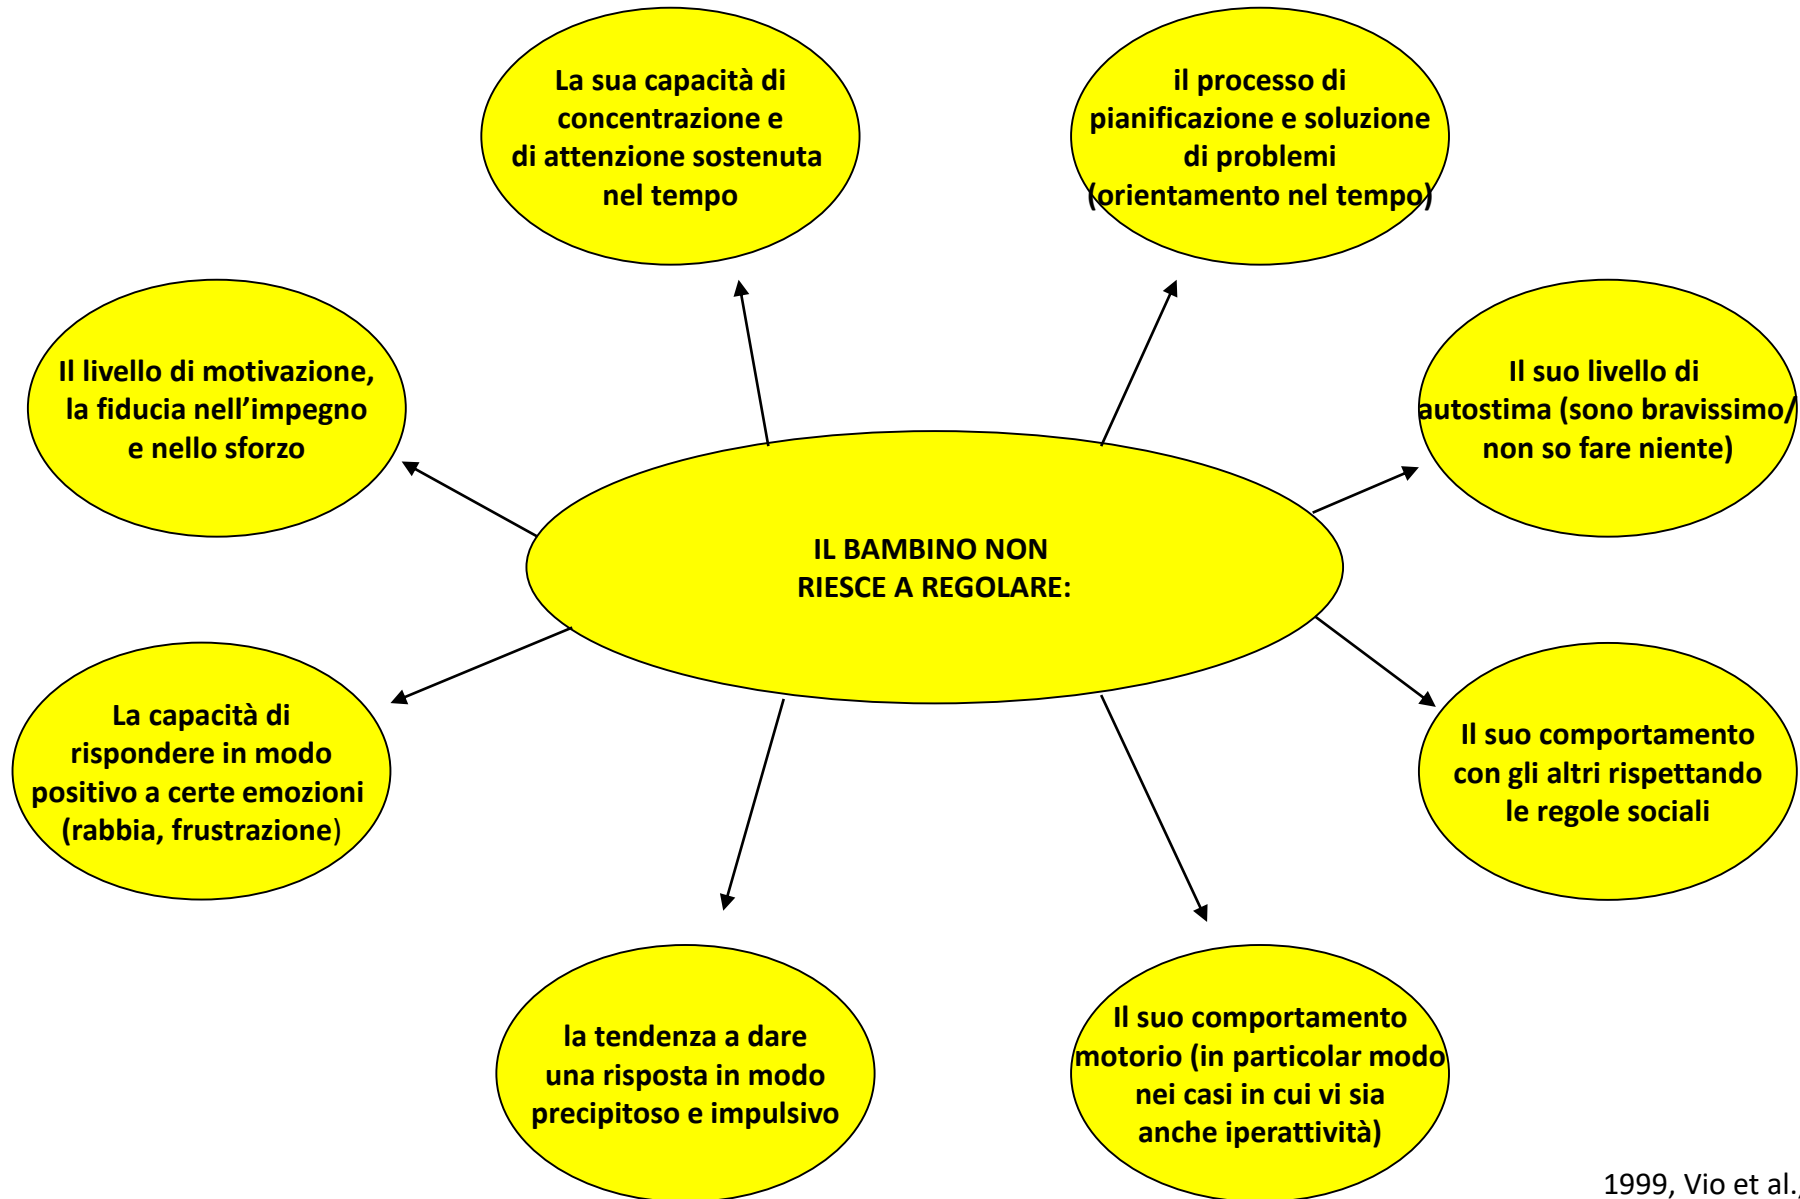 La sua capacità di
concentrazione e
di attenzione sostenuta
nel tempo
il processo di
pianificazione e soluzione
di problemi
(orientamento nel tempo)
Il livello di motivazione,
la fiducia nell’impegno
e nello sforzo
Il suo livello di
autostima (sono bravissimo/
non so fare niente)
IL BAMBINO NON
RIESCE A REGOLARE:
La capacità di
rispondere in modo
positivo a certe emozioni
(rabbia, frustrazione)
Il suo comportamento
con gli altri rispettando
le regole sociali
la tendenza a dare
una risposta in modo
precipitoso e impulsivo
Il suo comportamento
motorio (in particolar modo
nei casi in cui vi sia
anche iperattività)
1999, Vio et al.,